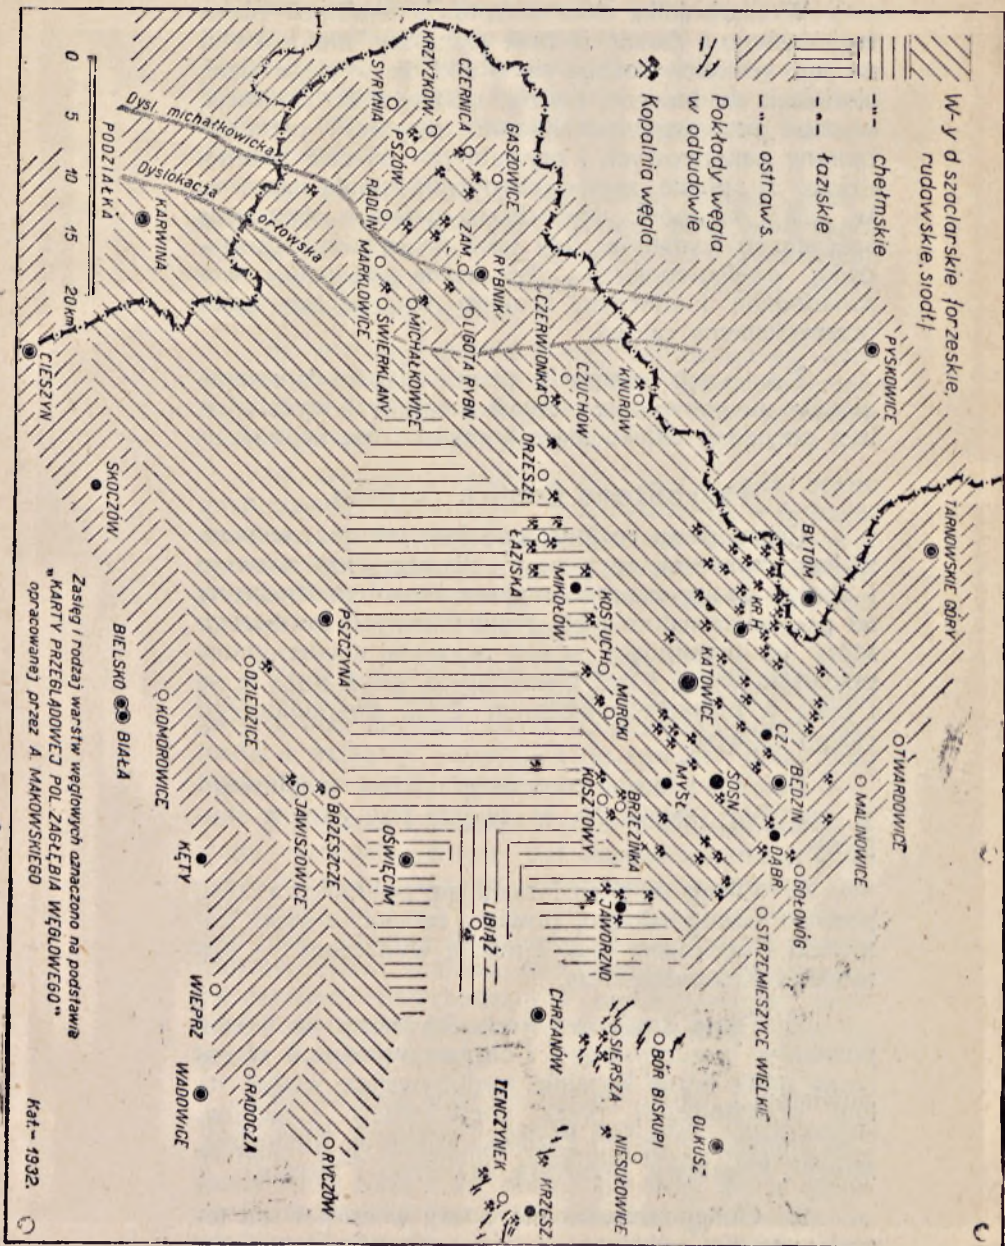 W-y d szaclarskie (orzeskie,
rudawskie, siodł.)
"-" chełmskie
"-" łaziskie
"-" ostraws.
Pokłady węgla
w odbudowie
Kopalnia węgla
0 5 10 15 20 km
PODZIAŁKA
Dysl. michałkowicka
Dyslokacja orłowska
KRZYŻKOW.
CZERNICA
GASZOWICE
SYRYNIA
PSZÓW
RADLIN
ŻAM
RYBNIK
MARKLOWICE
ŚWIERKLANY
MICHAŁKOWICE
LIGOTA RYBN.
CZERWIONKA
CZUCHÓW
KNURÓW
ORZESZE
ŁAZISKA
MIKOŁÓW
KOSTUCH
MURCKI
PYSKOWICE
TARNOWSKIE GÓRY
BYTOM
KR H
KATOWICE
CZ
BĘDZIN
SOSN
MYSŁ
DĄBR
GOŁONÓG
TWARDOWICE
MALINOWICE
STRZEMIESZYCE WIELKIE
BRZEZINKA
KOSZTOWY
JAWORZNO
LIBIĄŻ
CHRZANÓW
SIERSZA
BÓR BISKUPI
OLKUSZ
NIESUŁOWICE
KRZESZ.
TENCZYNEK
KARWINA
CIESZYN
SKOCZÓW
BIELSKO
BIAŁA
PSZCZYNA
DZIEDZICE
KOMOROWICE
BRZESZCZE
JAWISZOWICE
OŚWIĘCIM
KĘTY
WIEPRZ
WADOWICE
RADOCZA
RYCZÓW
Zasięg i rodzaj warstw węglowych oznaczono na podstawie
„KARTY PRZEGLĄDOWEJ POL. ZAGŁĘBIA WĘGLOWEGO"
opracowanej przez A. MAKOWSKIEGO
Kat.- 1932.